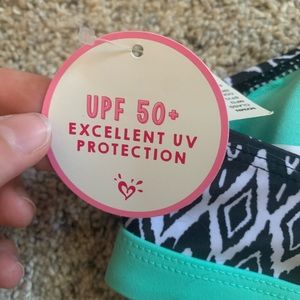 UPF 50+
EXCELLENT UV
PROTECTION